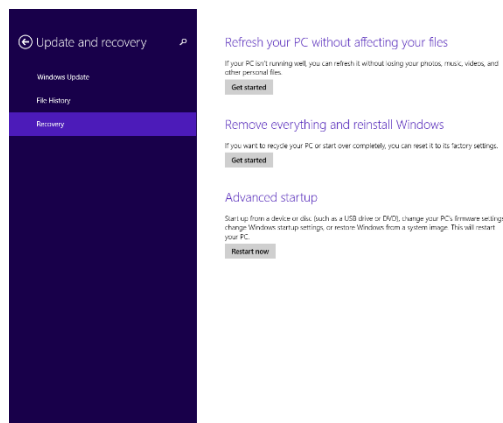 Update and recovery
Windows Update
File History
Recovery
Refresh your PC without affecting your files
If your PC isn't running well, you can refresh it without losing your photos, music, videos, and
other personal files.
Get started
Remove everything and reinstall Windows
If you want to recycle your PC or start over completely, you can reset it to its factory settings.
Get started
Advanced startup
Start up from a device or disc (such as a USB drive or DVD), change your PC's firmware settings,
change Windows startup settings, or restore Windows from a system image. This will restart
your PC.
Restart now